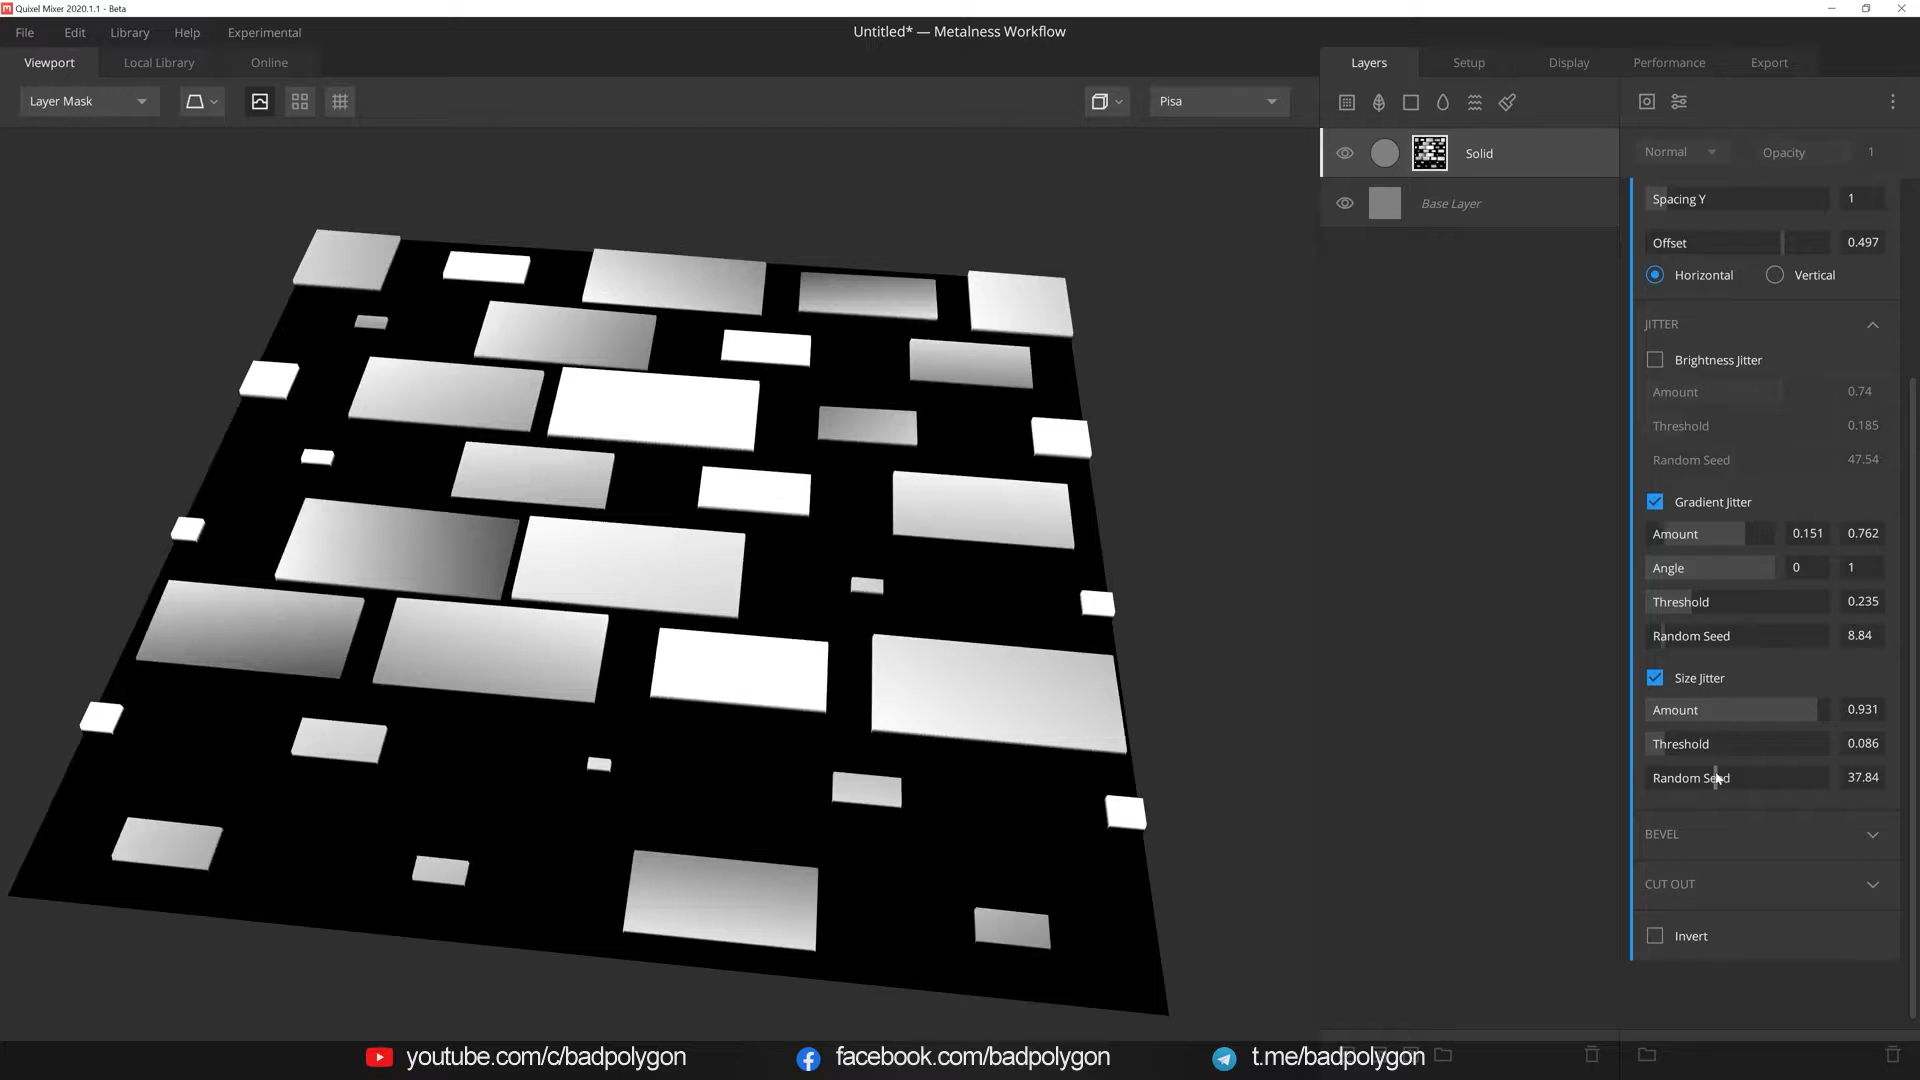 Quixel Mixer 2020.1.1 - Beta
File Edit Library Help Experimental
Untitled* — Metalness Workflow
Viewport Local Library Online
Layers Setup Display Performance Export
Layer Mask
Pisa
Solid
Base Layer
Normal Opacity 1
Spacing Y 1
Offset 0.497
Horizontal Vertical
JITTER
Brightness Jitter
Amount 0.74
Threshold 0.185
Random Seed 47.54
Gradient Jitter
Amount 0.151 0.762
Angle 0 1
Threshold 0.235
Random Seed 8.84
Size Jitter
Amount 0.931
Threshold 0.086
Random Seed 37.84
BEVEL
CUT OUT
Invert
youtube.com/c/badpolygon facebook.com/badpolygon t.me/badpolygon